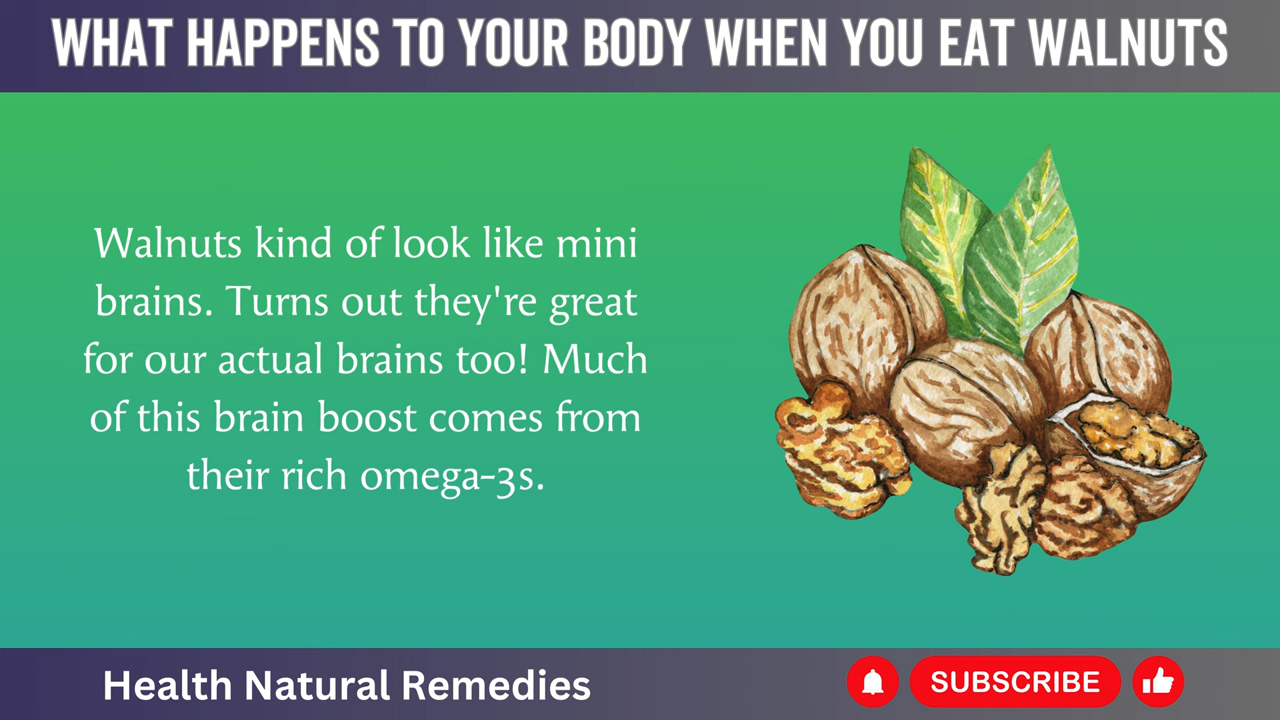 WHAT HAPPENS TO YOUR BODY WHEN YOU EAT WALNUTS
Walnuts kind of look like mini
brains. Turns out they're great
for our actual brains too! Much
of this brain boost comes from
their rich omega-3s.
Health Natural Remedies
SUBSCRIBE